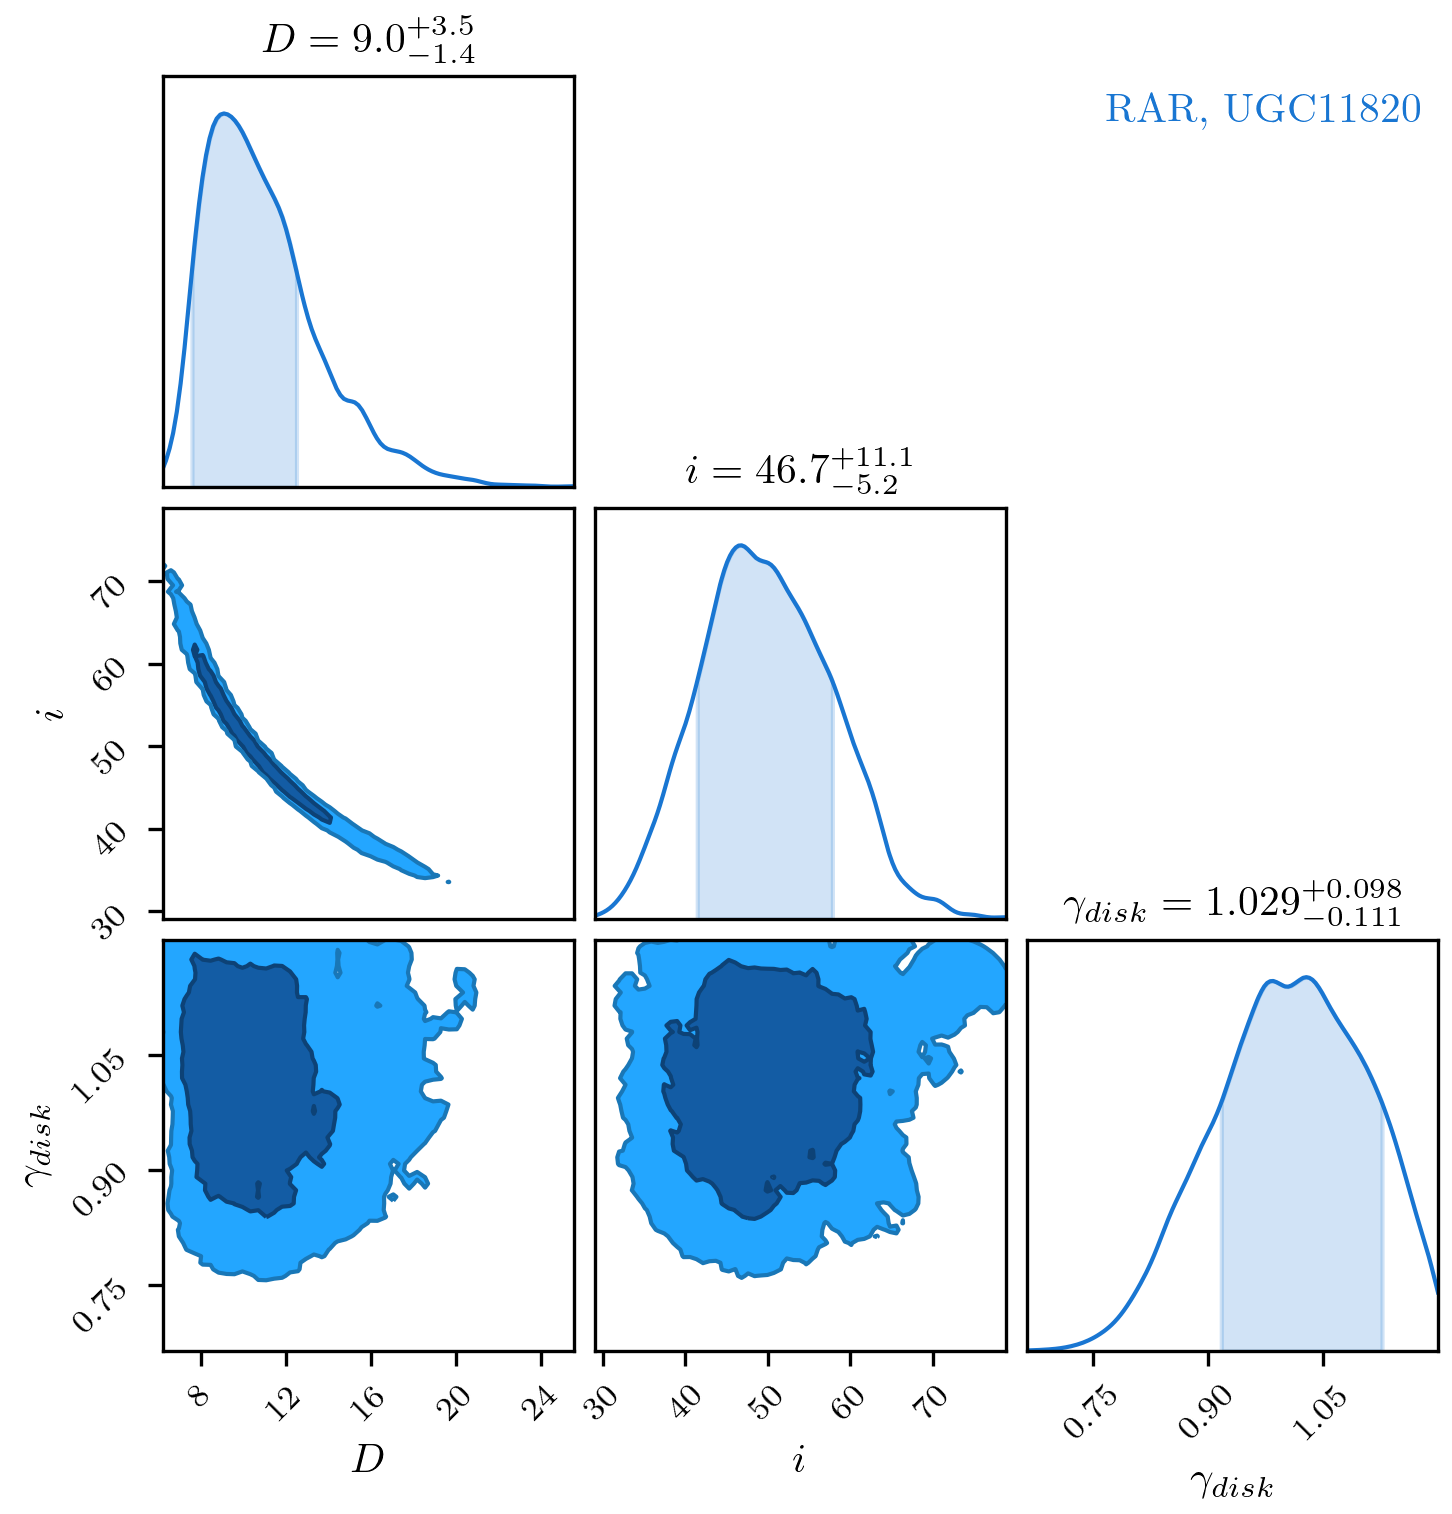 D = 9.0^{+3.5}_{-1.4}
RAR, UGC11820
i = 46.7^{+11.1}_{-5.2}
70
60
50
40
30
i
γ_{disk} = 1.029^{+0.098}_{-0.111}
1.05
0.90
0.75
γ_{disk}
8 12 16 20 24
30 40 50 60 70
0.75 0.90 1.05
D
i
γ_{disk}